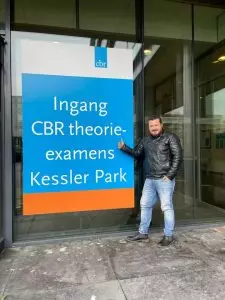 cbr
Ingang
CBR theorie-
examens
Kessler Park